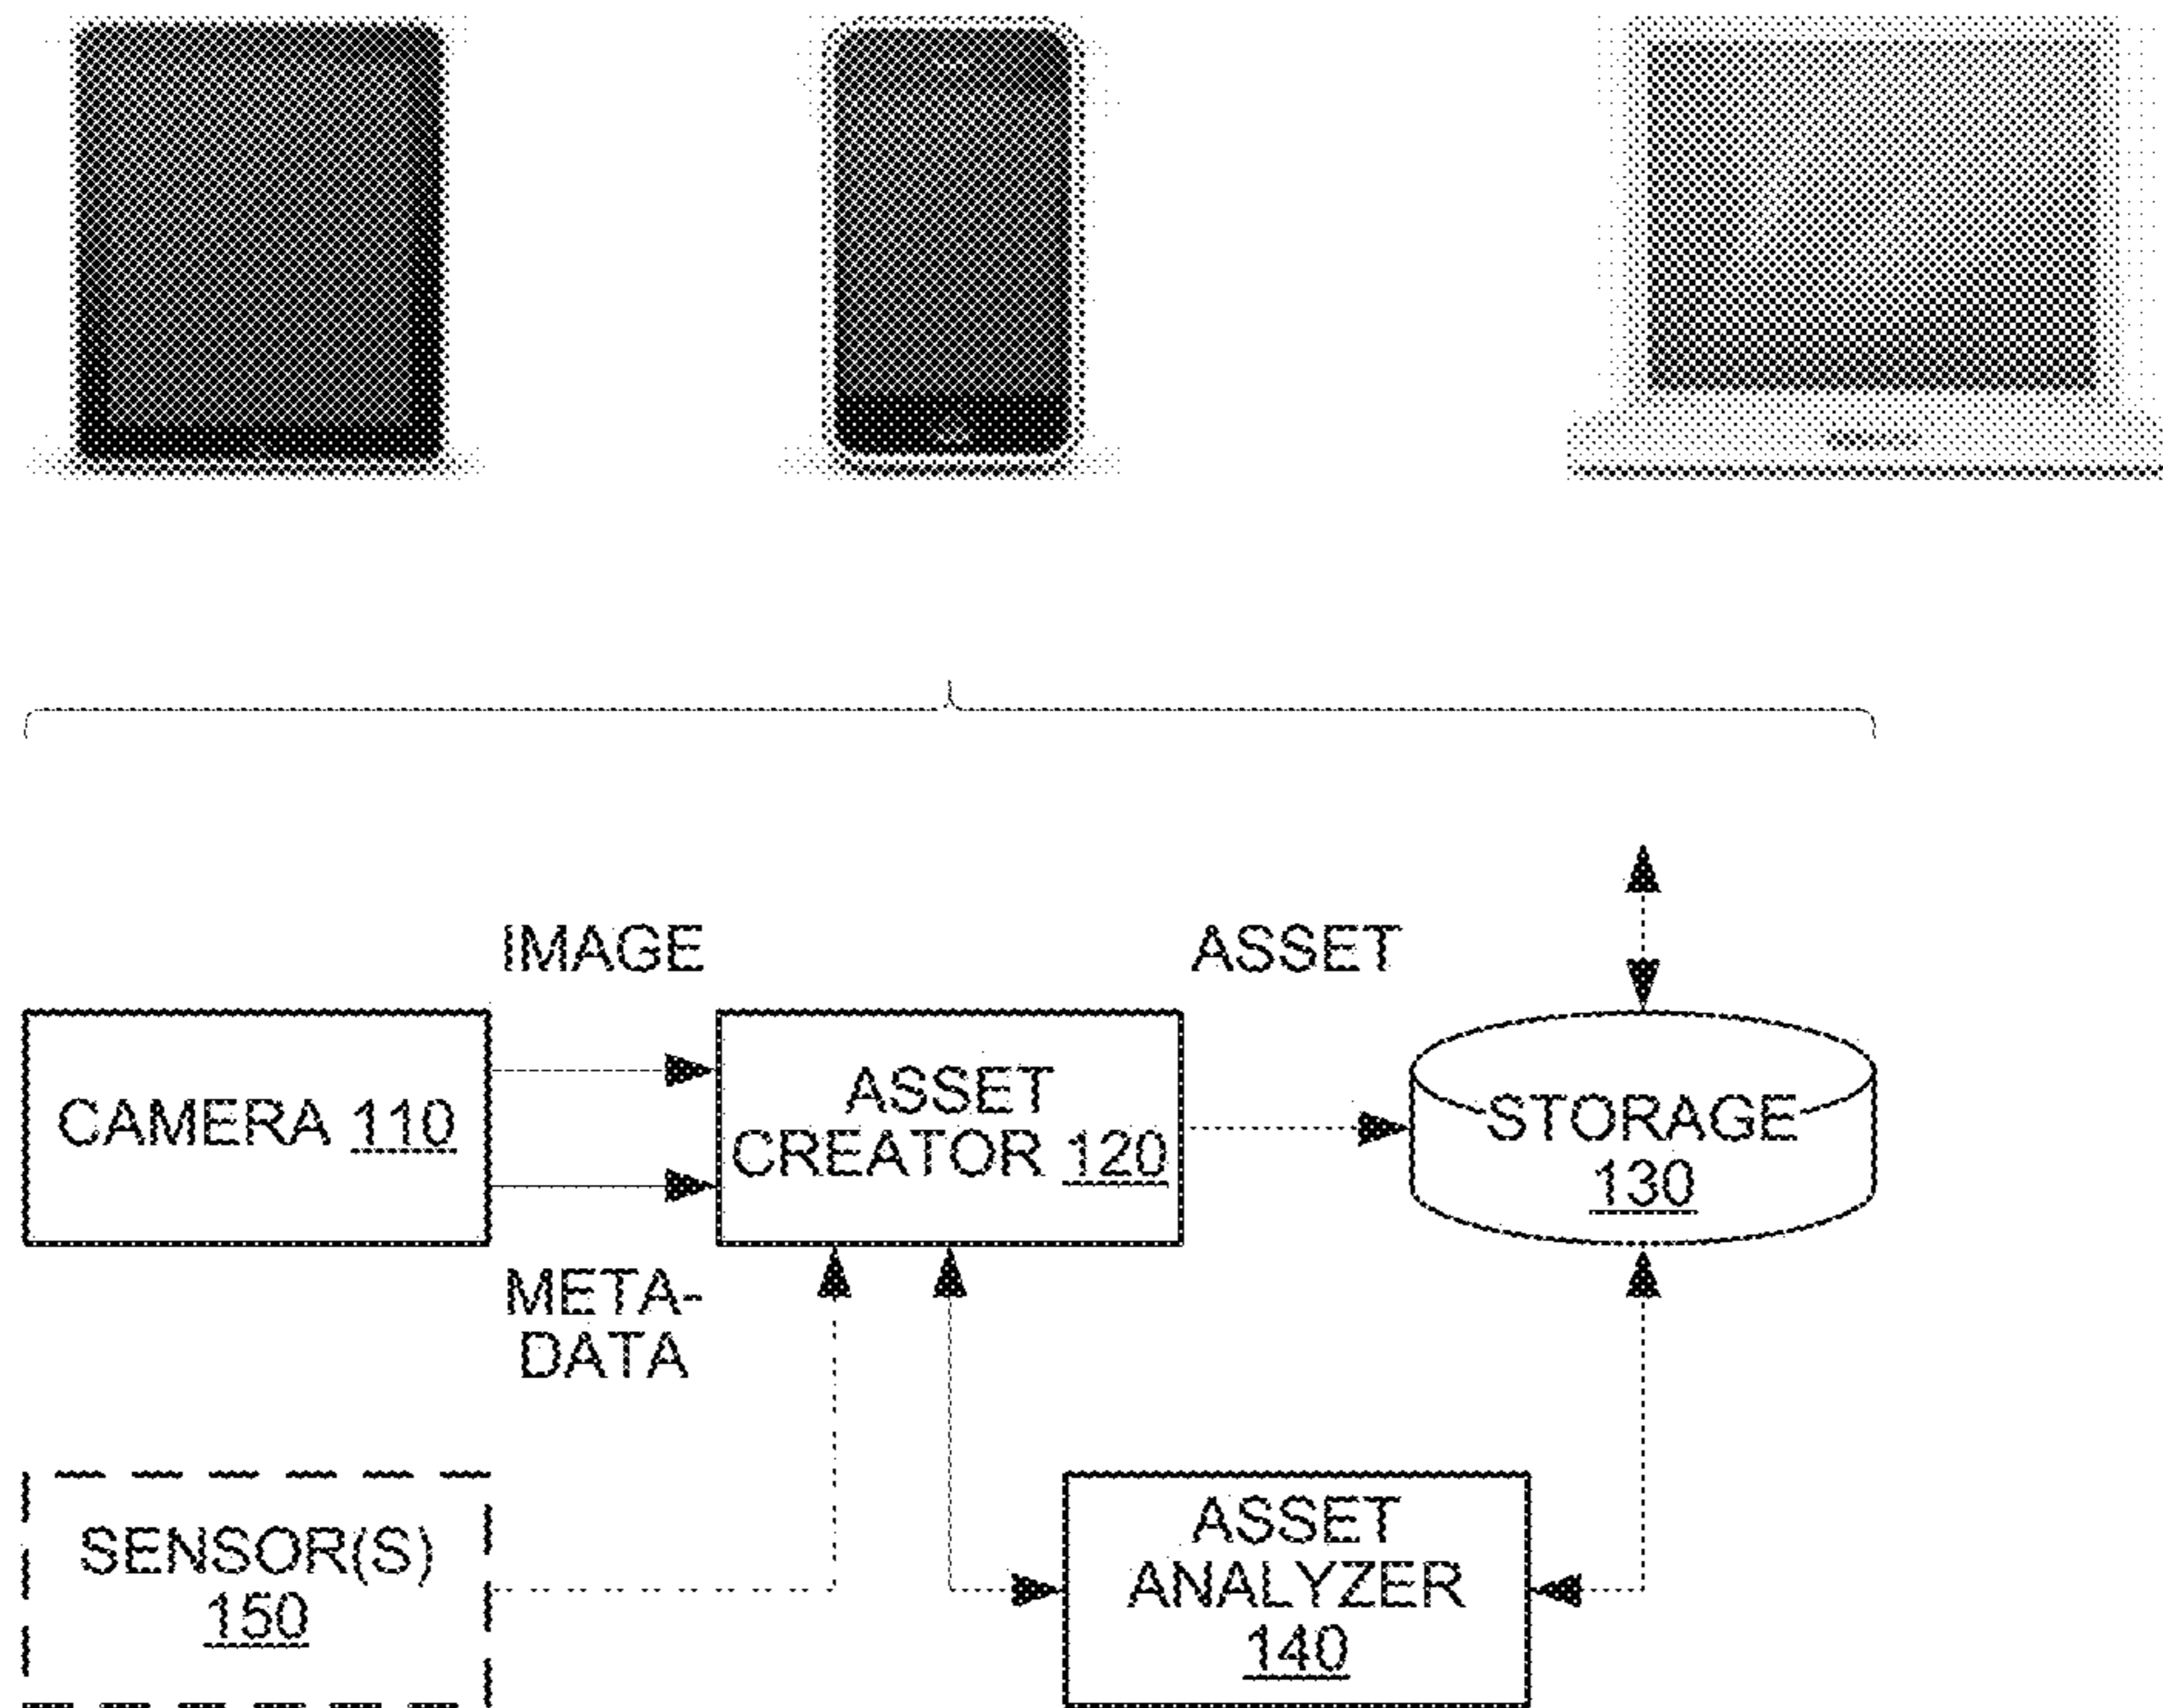 IMAGE
ASSET
CAMERA 110
ASSET
CREATOR 120
STORAGE
130
META-
DATA
SENSOR(S)
150
ASSET
ANALYZER
140